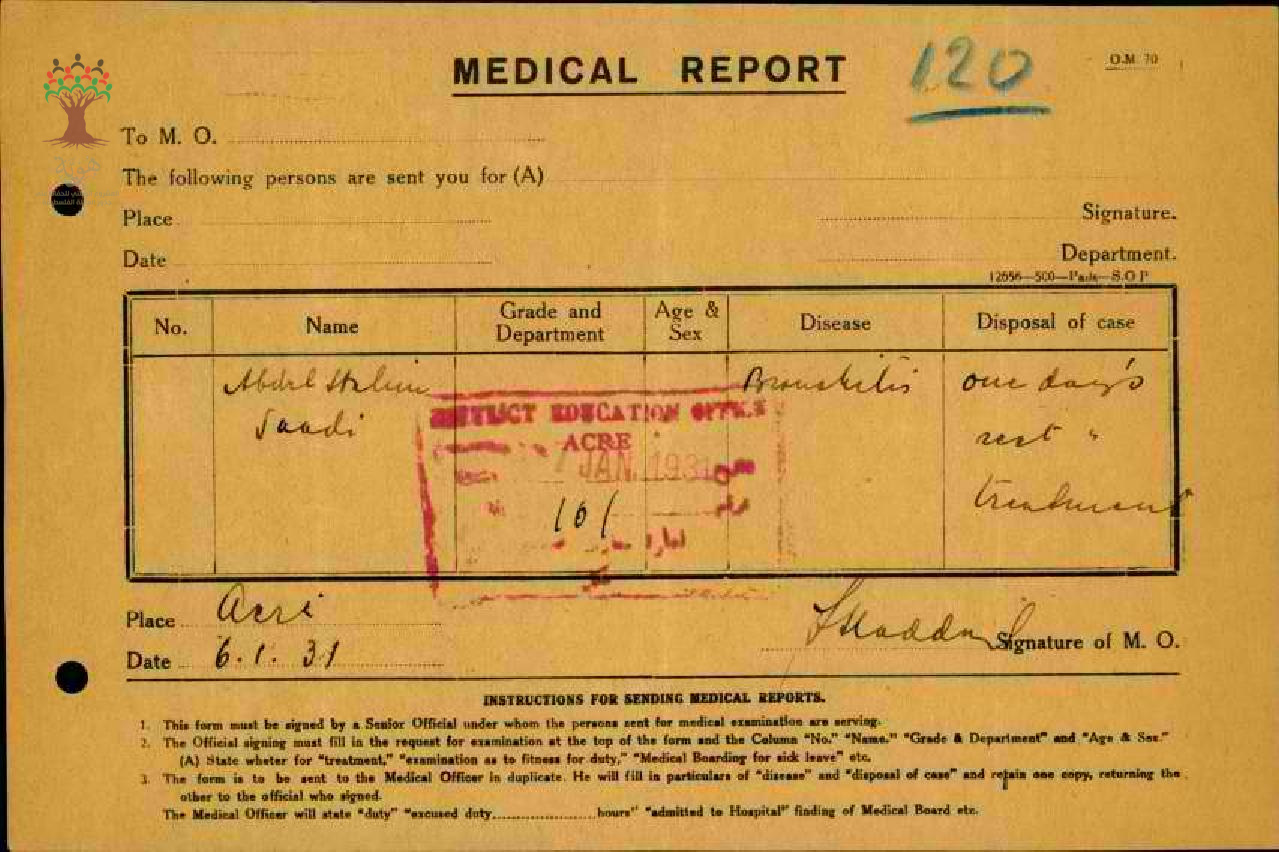 MEDICAL REPORT
120
O.M. 70
To M. O.
The following persons are sent you for (A)
Place
Signature.
Date
Department.
12556—500—Pads—S.O.P
No. Name Grade and Department Age & Sex Disease Disposal of case
Abdel Halim Bronchitis one day's
Saadi rest "
treatment
DISTRICT EDUCATION OFFICE
ACRE
JAN. 1931
101
Place Acre
Signature of M. O.
Date 6.1.31
INSTRUCTIONS FOR SENDING MEDICAL REPORTS.
1. This form must be signed by a Senior Official under whom the persons sent for medical examination are serving.
2. The Official signing must fill in the request for examination at the top of the form and the Column "No." "Name." "Grade & Department" and "Age & Sex."
(A) State wheter for "treatment," "examination as to fitness for duty," "Medical Boarding for sick leave" etc.
3. The form is to be sent to the Medical Officer in duplicate. He will fill in particulars of "disease" and "disposal of case" and retain one copy, returning the
other to the official who signed.
The Medical Officer will state "duty" "excused duty......................hours" "admitted to Hospital" finding of Medical Board etc.